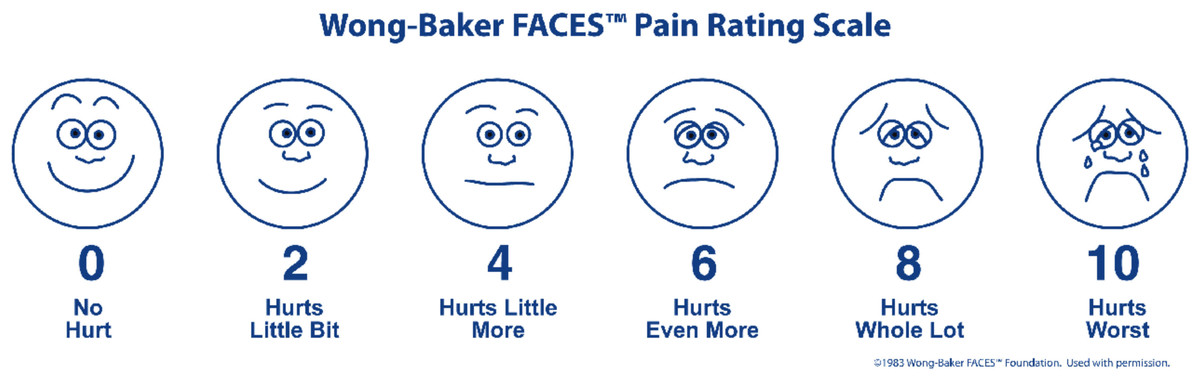 Wong-Baker FACES™ Pain Rating Scale
0
No
Hurt
2
Hurts
Little Bit
4
Hurts Little
More
6
Hurts
Even More
8
Hurts
Whole Lot
10
Hurts
Worst
©1983 Wong-Baker FACES™ Foundation. Used with permission.